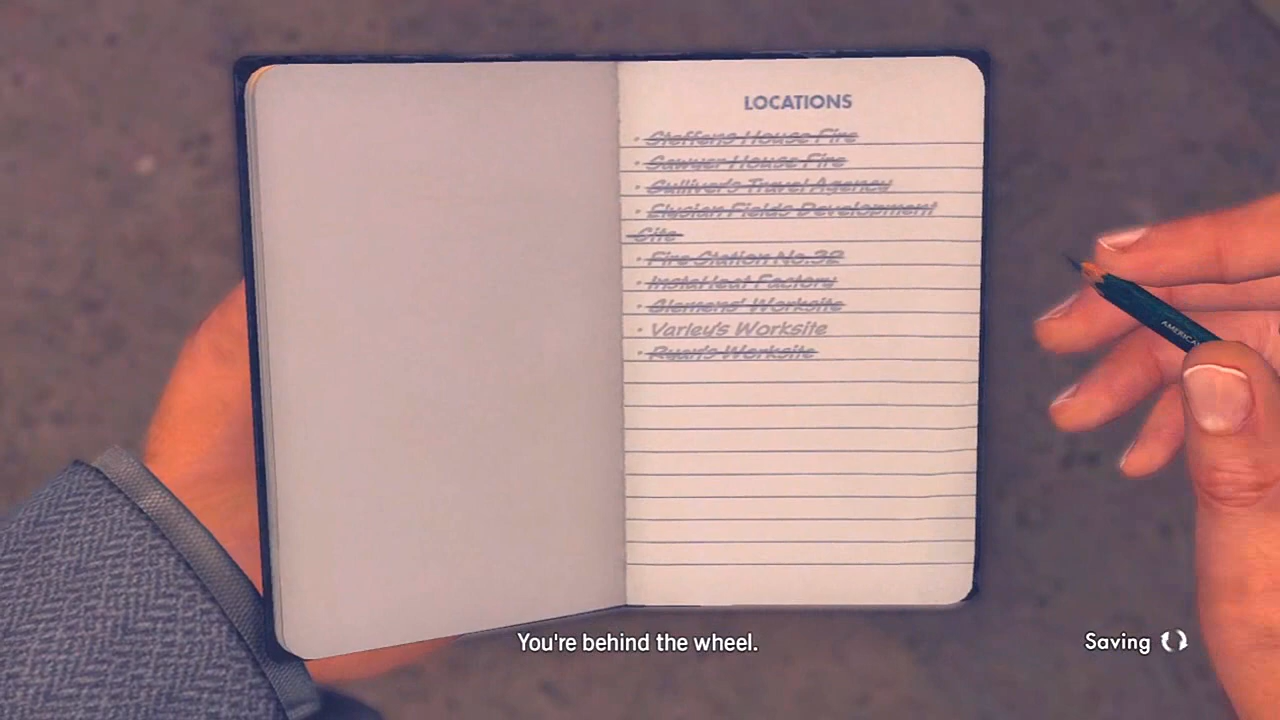 LOCATIONS
· Steffens House Fire
· Sawyer House Fire
· Gulliver's Travel Agency
· Elysian Fields Development
Site
· Fire Station No.32
· InstaHeat Factory
· Clemens' Worksite
· Varley's Worksite
· Ryan's Worksite
AMERICA
You're behind the wheel.
Saving